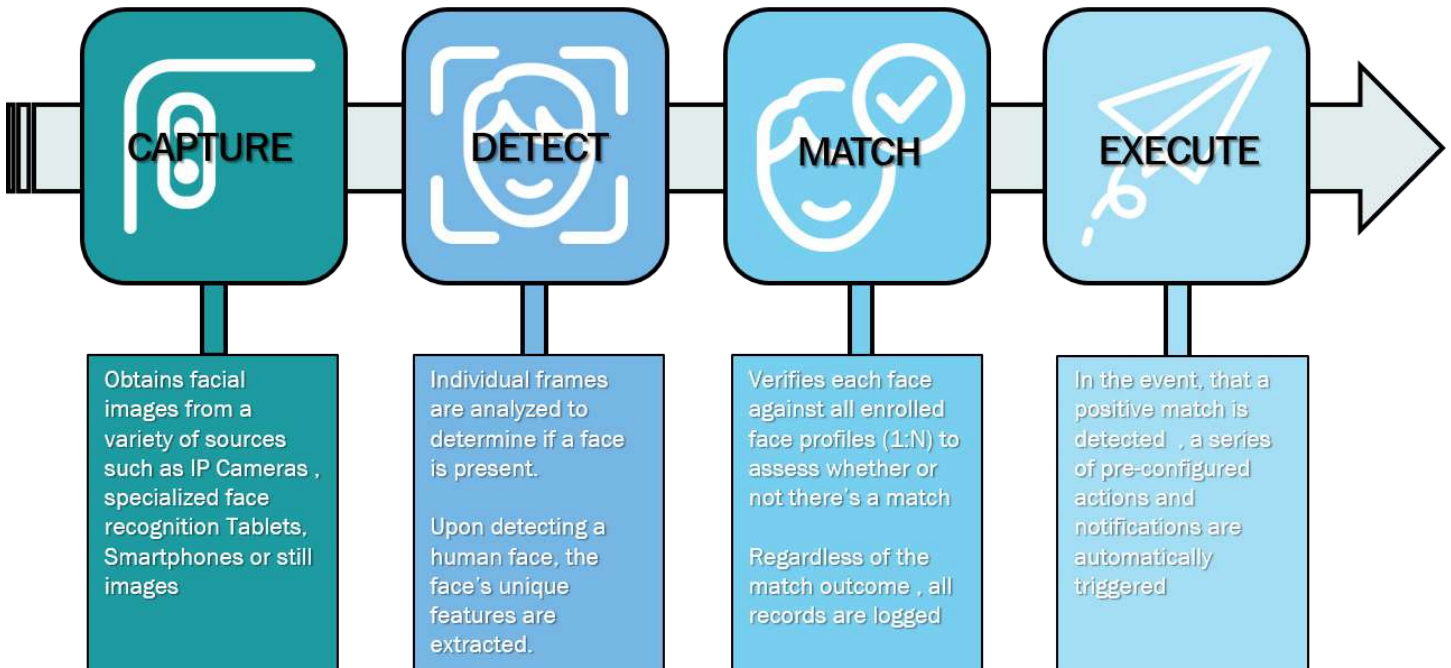 CAPTURE
DETECT
MATCH
EXECUTE
Obtains facial
images from a
variety of sources
such as IP Cameras ,
specialized face
recognition Tablets,
Smartphones or still
images
Individual frames
are analyzed to
determine if a face
is present.
Upon detecting a
human face, the
face's unique
features are
extracted.
Verifies each face
against all enrolled
face profiles (1:N) to
assess whether or
not there's a match
Regardless of the
match outcome , all
records are logged
In the event, that a
positive match is
detected , a series
of pre-configured
actions and
notifications are
automatically
triggered